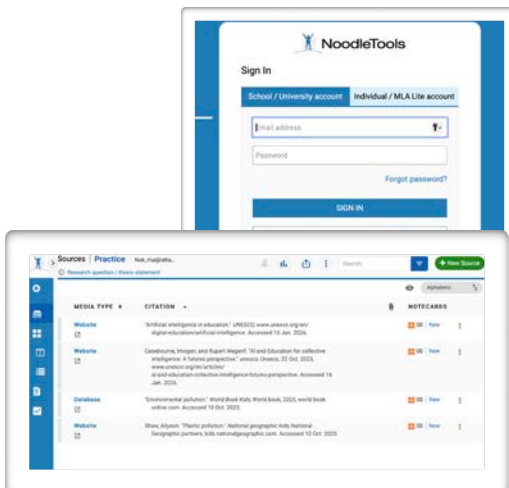 NoodleTools
Sign In
School / University account
Individual / MLA Lite account
Email address
Password
Forgot password?
SIGN IN
Sources | Practice
Research question / thesis statement
Search
+ New Source
Alphabetic
MEDIA TYPE
CITATION
NOTECARDS
Website
"Artificial intelligence in education." UNESCO, www.unesco.org/en/
digital-education/artificial-intelligence. Accessed 16 Jan. 2026.
00 | New
Website
Casebourne, Imogen, and Rupert Wegerif. "AI and Education for collective
intelligence: A futures perspective." unesco, Unesco, 22 Oct. 2025,
www.unesco.org/en/articles/
ai-and-education-collective-intelligence-futures-perspective. Accessed 16
Jan. 2026.
00 | New
Database
"Environmental pollution." World Book Kids, World book, 2025, world book
online.com. Accessed 10 Oct. 2025.
00 | New
Website
Shaw, Allyson. "Plastic pollution." National geographic kids, National
Geographic partners, kids.nationalgeographic.com. Accessed 10 Oct. 2025.
00 | New